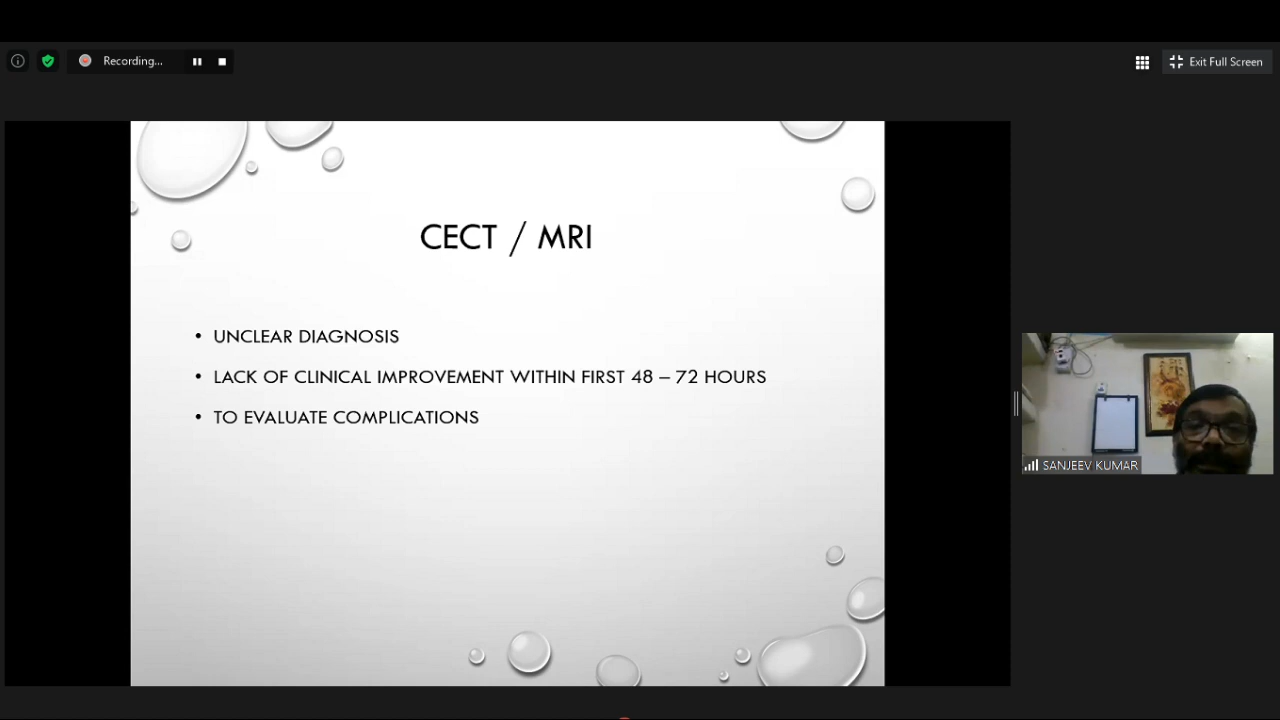 Recording...
Exit Full Screen
CECT / MRI
• UNCLEAR DIAGNOSIS
• LACK OF CLINICAL IMPROVEMENT WITHIN FIRST 48 – 72 HOURS
• TO EVALUATE COMPLICATIONS
SANJEEV KUMAR